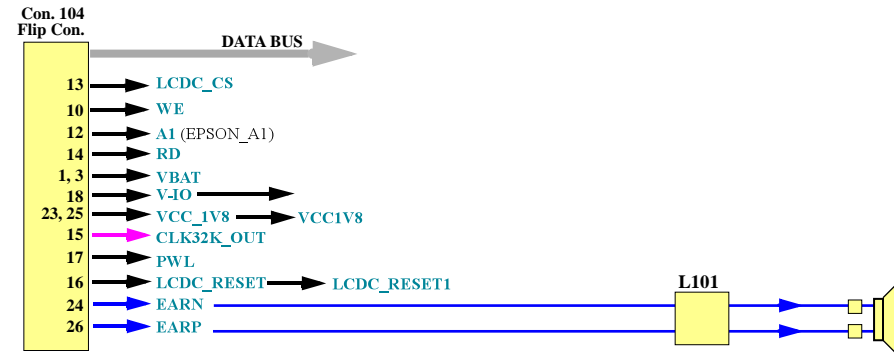 Con. 104
Flip Con.
DATA BUS
13 LCDC_CS
10 WE
12 A1 (EPSON_A1)
14 RD
1, 3 VBAT
18 V-IO
23, 25 VCC_1V8 VCC1V8
15 CLK32K_OUT
17 PWL
16 LCDC_RESET LCDC_RESET1
L101
24 EARN
26 EARP